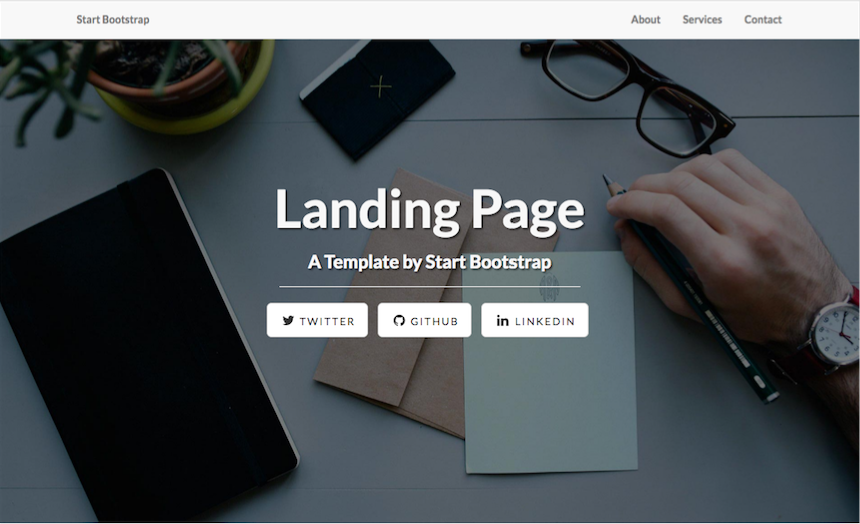 Start Bootstrap
About Services Contact
Landing Page
A Template by Start Bootstrap
TWITTER GITHUB LINKEDIN